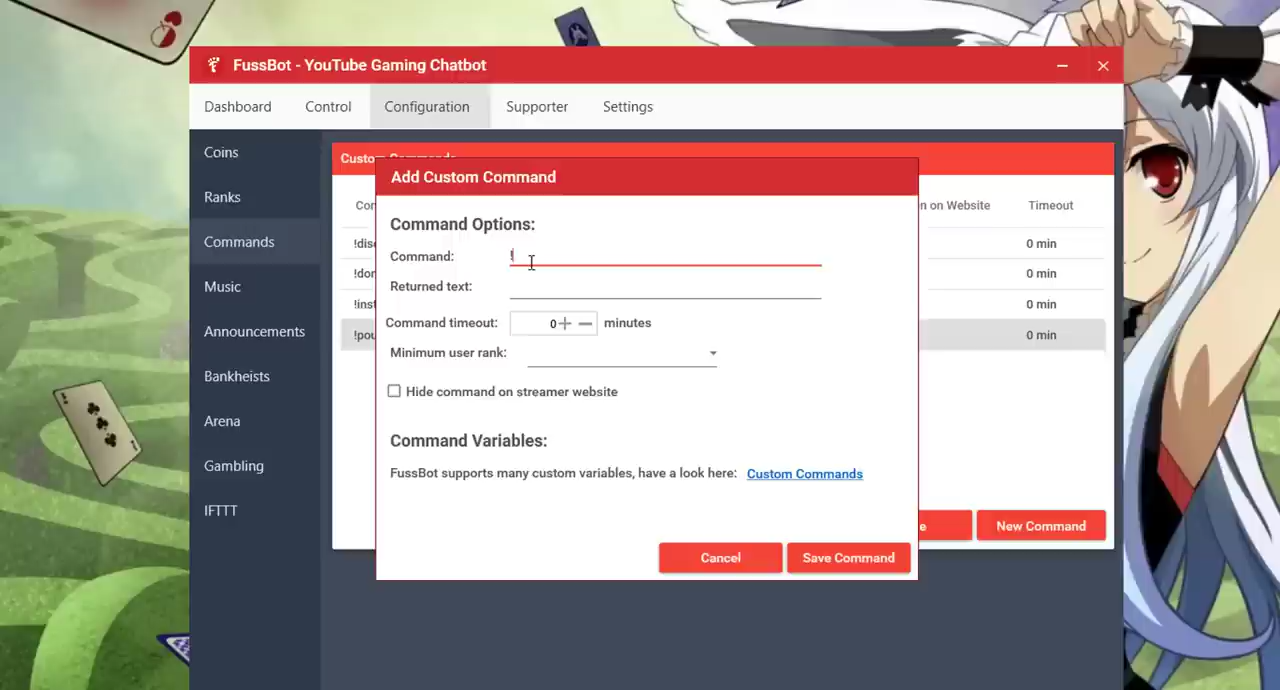 FussBot - YouTube Gaming Chatbot
Dashboard Control Configuration Supporter Settings
Coins
Ranks
Commands
Music
Announcements
Bankheists
Arena
Gambling
IFTTT
Add Custom Command
Command Options:
Command: !
Returned text:
Command timeout: 0 minutes
Minimum user rank:
Hide command on streamer website
Command Variables:
FussBot supports many custom variables, have a look here: Custom Commands
Cancel Save Command
on Website Timeout
0 min
0 min
0 min
0 min
New Command